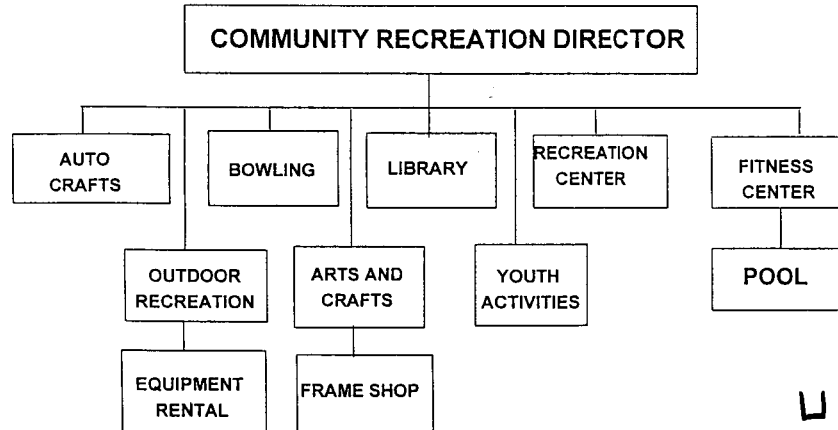 COMMUNITY RECREATION DIRECTOR
AUTO
CRAFTS
BOWLING
LIBRARY
RECREATION
CENTER
FITNESS
CENTER
OUTDOOR
RECREATION
ARTS AND
CRAFTS
YOUTH
ACTIVITIES
POOL
EQUIPMENT
RENTAL
FRAME SHOP